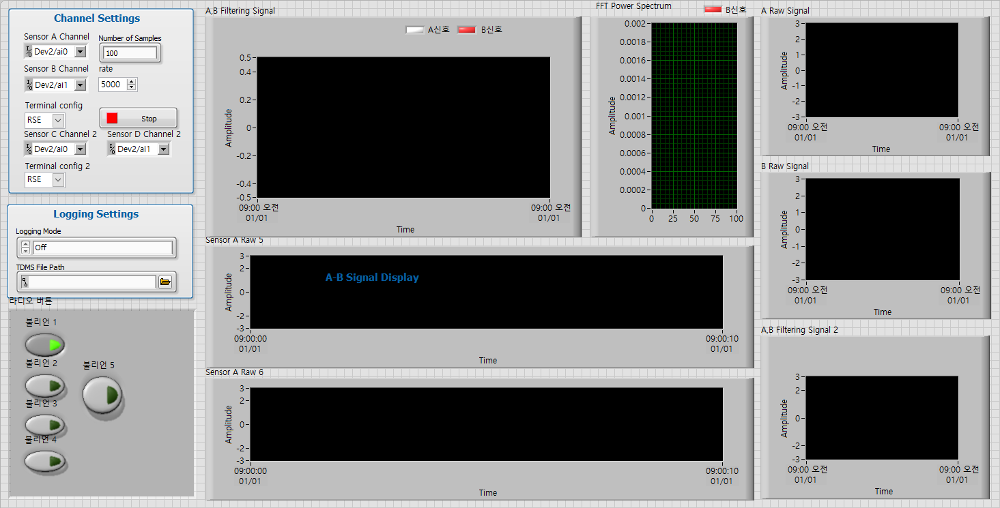 Channel Settings
Sensor A Channel
Number of Samples
Dev2/ai0
100
Sensor B Channel
rate
Dev2/ai1
5000
Terminal config
RSE
Stop
Sensor C Channel 2
Sensor D Channel 2
Dev2/ai0
Dev2/ai1
Terminal config 2
RSE
Logging Settings
Logging Mode
Off
TDMS File Path
라디오 버튼
불리언 1
불리언 2
불리언 5
불리언 3
불리언 4
A,B Filtering Signal
A신호
B신호
0.5
0.4
0.2
0
-0.2
-0.4
-0.5
Amplitude
09:00 오전
01/01
09:00 오전
01/01
Time
FFT Power Spectrum
B신호
0.002
0.0018
0.0016
0.0014
0.0012
0.001
0.0008
0.0006
0.0004
0.0002
0
Amplitude
0
25
50
75
100
Sensor A Raw 5
3
2
0
-2
-3
Amplitude
A-B Signal Display
09:00:00
01/01
09:00:10
01/01
Time
Sensor A Raw 6
3
2
0
-2
-3
Amplitude
09:00:00
01/01
09:00:10
01/01
Time
A Raw Signal
3
2
1
0
-1
-2
-3
Amplitude
09:00 오전
01/01
09:00 오전
01/01
Time
B Raw Signal
3
2
1
0
-1
-2
-3
Amplitude
09:00 오전
01/01
09:00 오전
01/01
Time
A,B Filtering Signal 2
3
2
0
-2
-3
Amplitude
09:00 오전
01/01
09:00 오전
01/01
Time